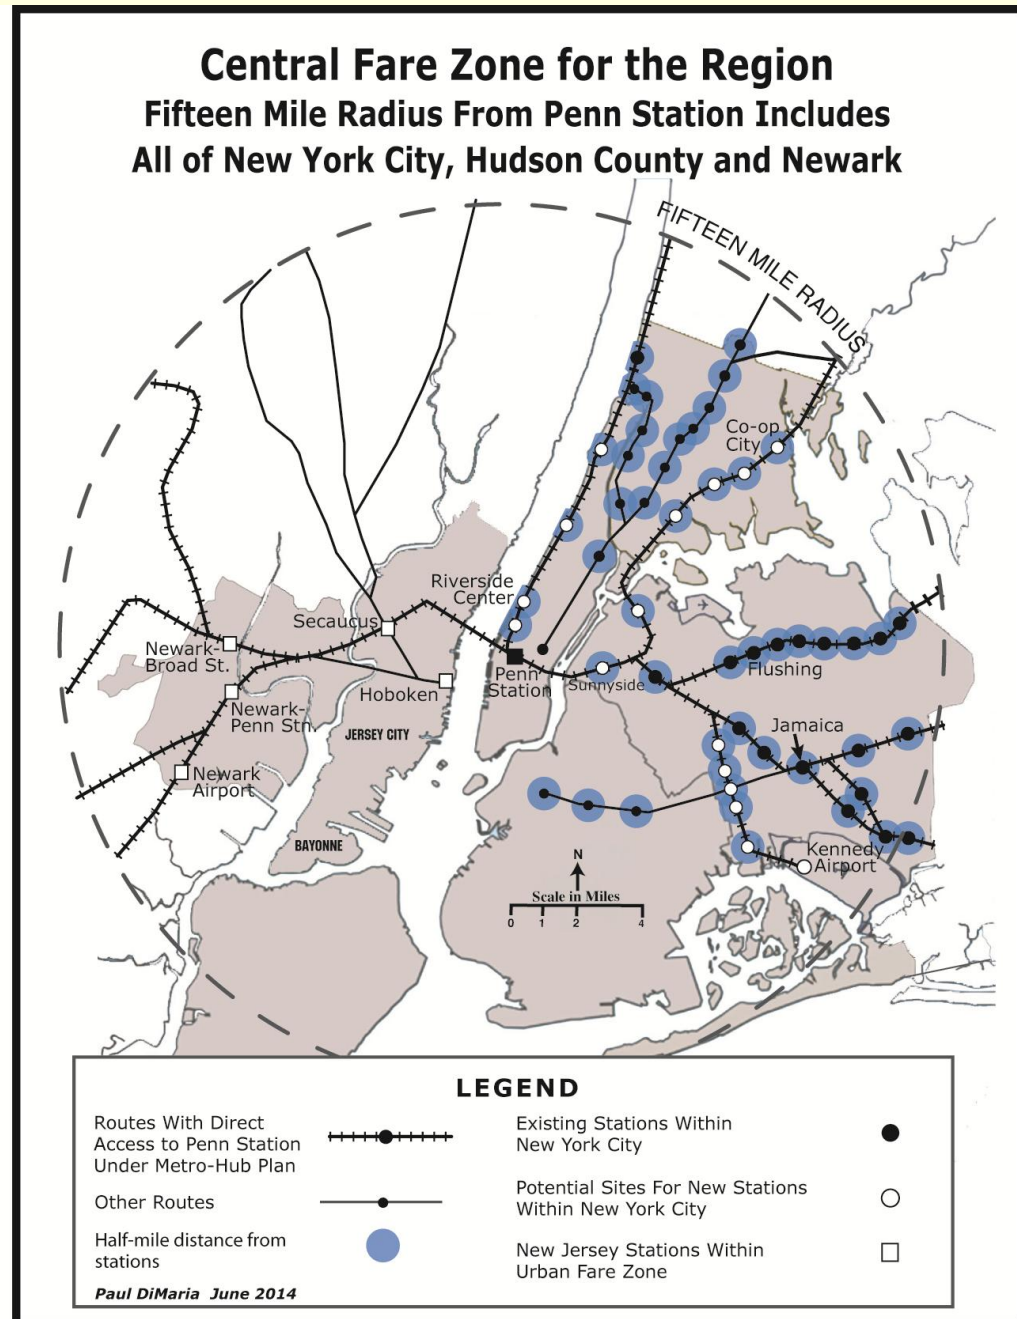 Central Fare Zone for the Region
Fifteen Mile Radius From Penn Station Includes
All of New York City, Hudson County and Newark
FIFTEEN MILE RADIUS
Co-op
City
Riverside
Center
Secaucus
Newark-
Broad St.
Hoboken
Penn
Station
Sunnyside
Flushing
Newark-
Penn Stn.
JERSEY CITY
Jamaica
Newark
Airport
BAYONNE
Kennedy
Airport
N
Scale in Miles
0 1 2 4
LEGEND
Routes With Direct
Access to Penn Station
Under Metro-Hub Plan
Other Routes
Half-mile distance from
stations
Paul DiMaria June 2014
Existing Stations Within
New York City
Potential Sites For New Stations
Within New York City
New Jersey Stations Within
Urban Fare Zone